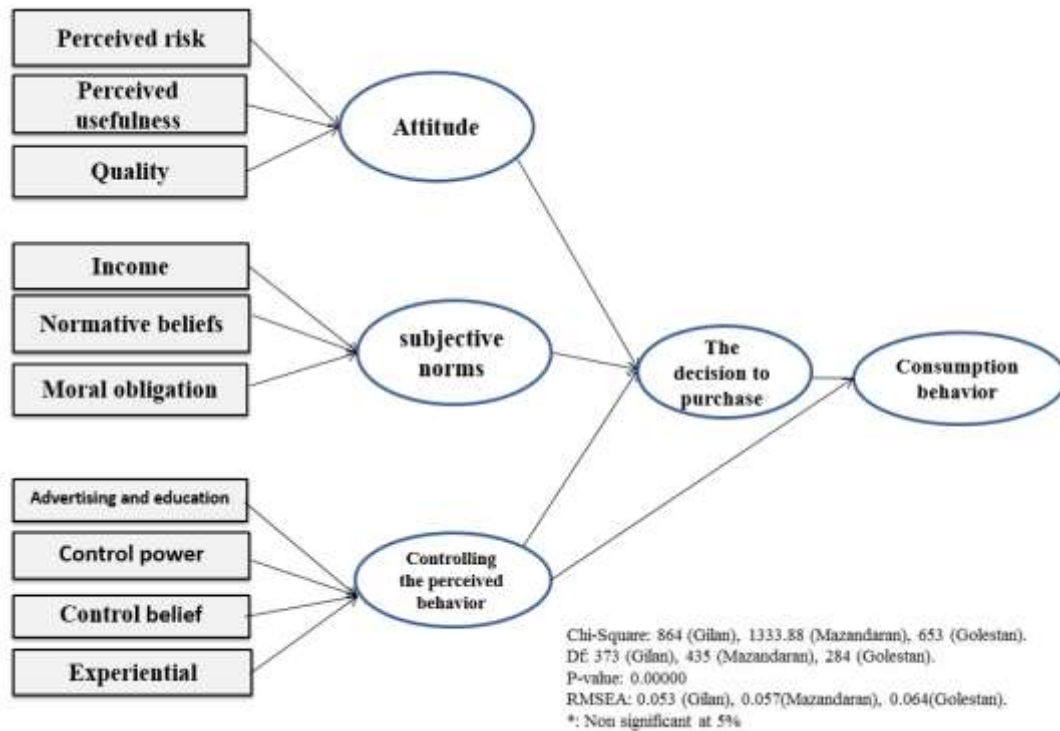 Perceived risk
Perceived
usefulness
Quality
Attitude
Income
Normative beliefs
Moral obligation
subjective
norms
The
decision to
purchase
Consumption
behavior
Advertising and education
Control power
Control belief
Experiential
Controlling
the perceived
behavior
Chi-Square: 864 (Gilan), 1333.88 (Mazandaran), 653 (Golestan).
Df: 373 (Gilan), 435 (Mazandaran), 284 (Golestan).
P-value: 0.00000
RMSEA: 0.053 (Gilan), 0.057(Mazandaran), 0.064(Golestan).
*: Non significant at 5%